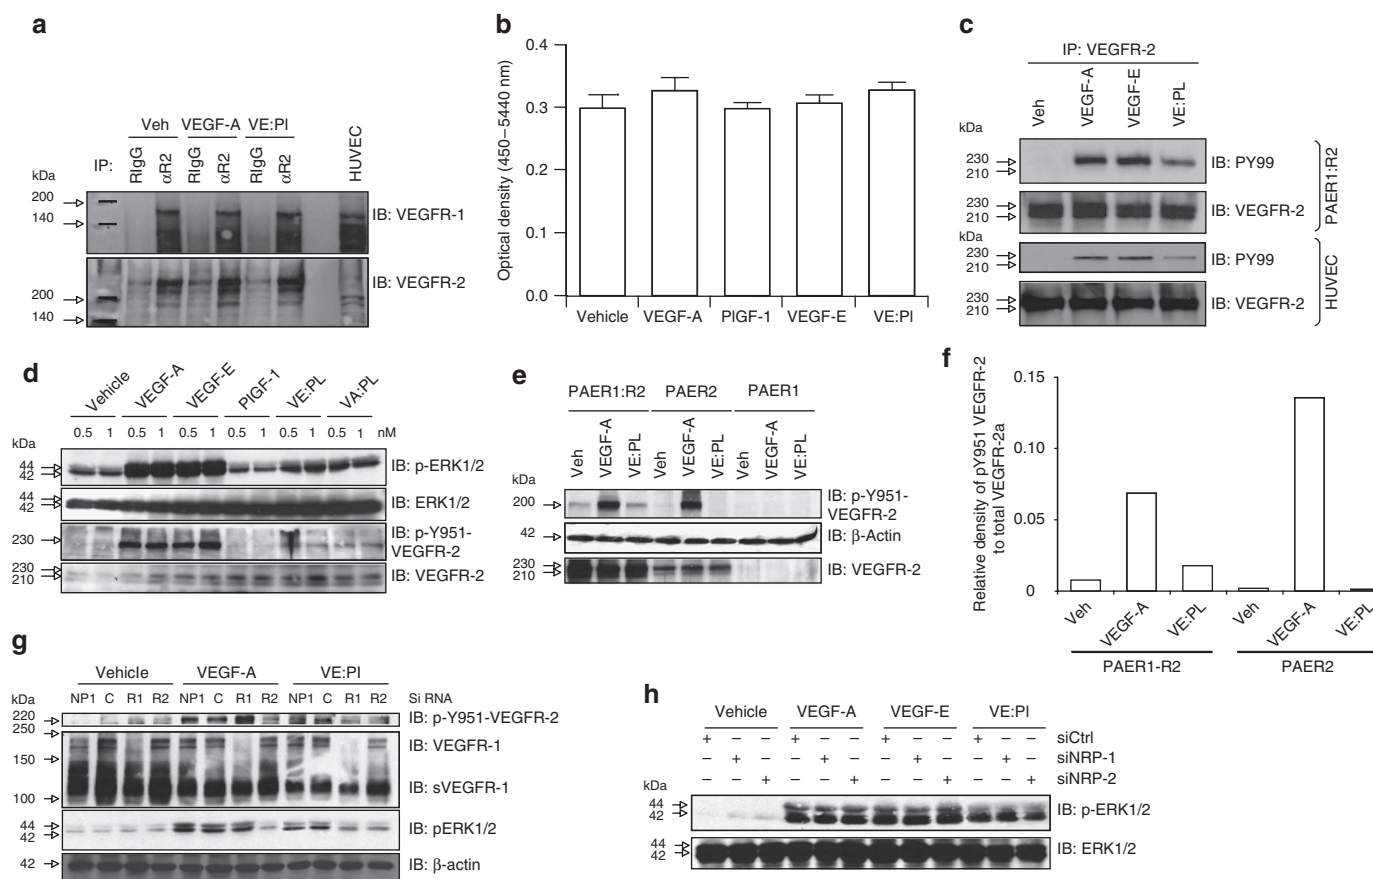 a
Veh VEGF-A VE:Pl
kDa
IP:
RIgG
αR2
RIgG
αR2
RIgG
αR2
HUVEC
200
140
IB: VEGFR-1
200
140
IB: VEGFR-2
b
Optical density (450–5440 nm)
0.4
0.3
0.2
0.1
0.0
Vehicle VEGF-A PlGF-1 VEGF-E VE:Pl
c
IP: VEGFR-2
Veh
VEGF-A
VEGF-E
VE:PL
kDa
230
210
IB: PY99
230
210
IB: VEGFR-2
PAER1:R2
kDa
230
210
IB: PY99
230
210
IB: VEGFR-2
HUVEC
d
Vehicle
VEGF-A
VEGF-E
PlGF-1
VE:PL
VA:PL
0.5 1 0.5 1 0.5 1 0.5 1 0.5 1 0.5 1 nM
kDa
44
42
IB: p-ERK1/2
44
42
IB: ERK1/2
230
IB: p-Y951-
VEGFR-2
230
210
IB: VEGFR-2
e
PAER1:R2 PAER2 PAER1
Veh
VEGF-A
VE:PL
Veh
VEGF-A
VE:PL
Veh
VEGF-A
VE:PL
kDa
200
IB: p-Y951-
VEGFR-2
42
IB: β-Actin
230
210
IB: VEGFR-2
f
Relative density of pY951 VEGFR-2
to total VEGFR-2a
0.15
0.10
0.05
0
Veh
VEGF-A
VE:PL
Veh
VEGF-A
VE:PL
PAER1-R2 PAER2
g
Vehicle VEGF-A VE:Pl
kDa
NP1 C R1 R2 NP1 C R1 R2 NP1 C R1 R2 Si RNA
220
IB: p-Y951-VEGFR-2
250
IB: VEGFR-1
150
IB: sVEGFR-1
100
44
42
IB: pERK1/2
42
IB: β-actin
h
Vehicle VEGF-A VEGF-E VE:Pl
+ – – + – – + – – + – – siCtrl
– + – – + – – + – – + – siNRP-1
– – + – – + – – + – – + siNRP-2
kDa
44
42
IB: p-ERK1/2
44
42
IB: ERK1/2